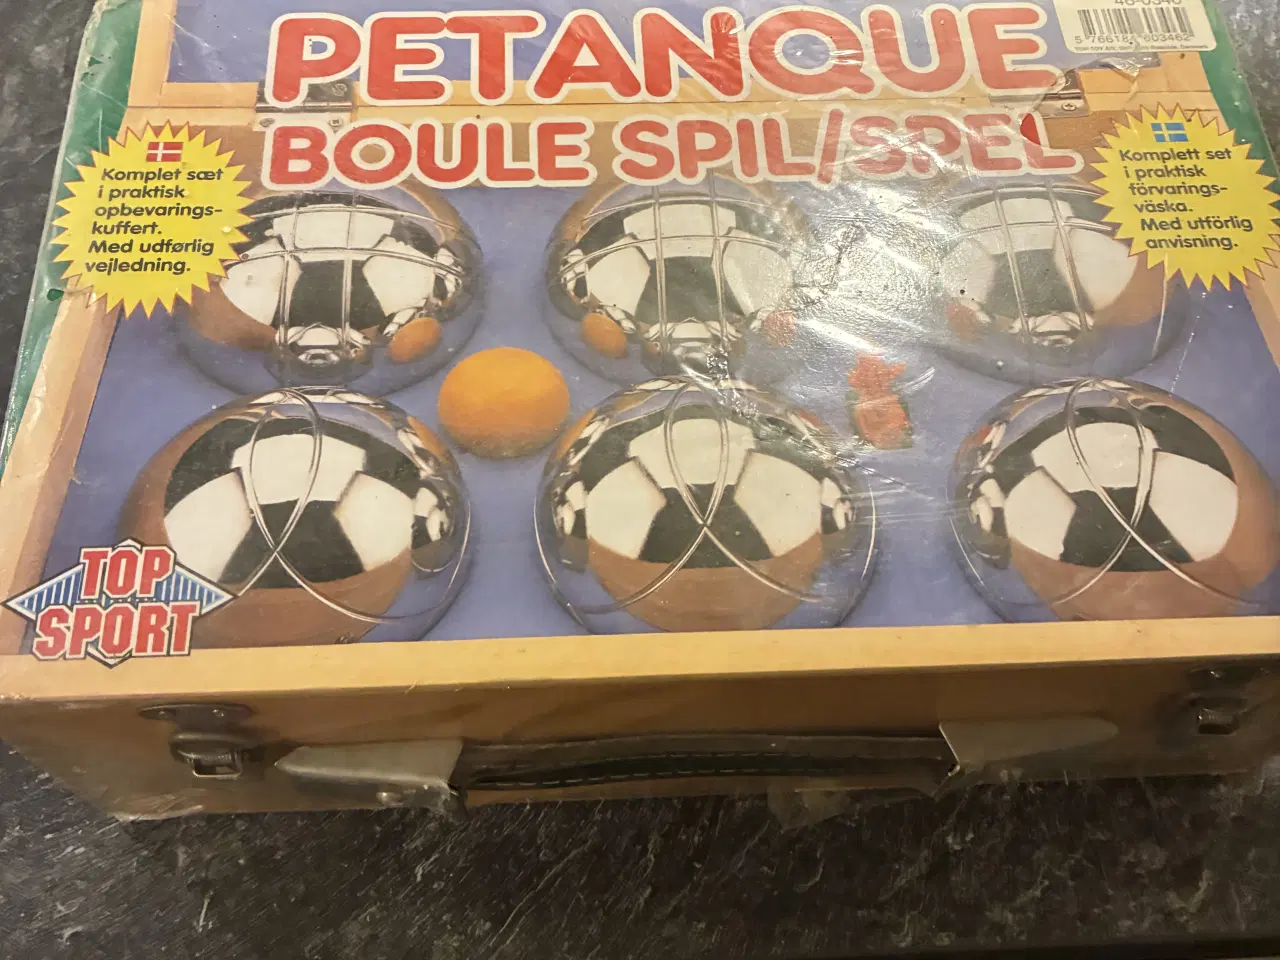 PETANQUE
BOULE SPIL/SPEL
Komplet sæt
i praktisk
opbevarings-
kuffert.
Med udførlig
vejledning.
Komplett set
i praktisk
förvarings-
väska.
Med utförlig
anvisning.
TOP
SPORT